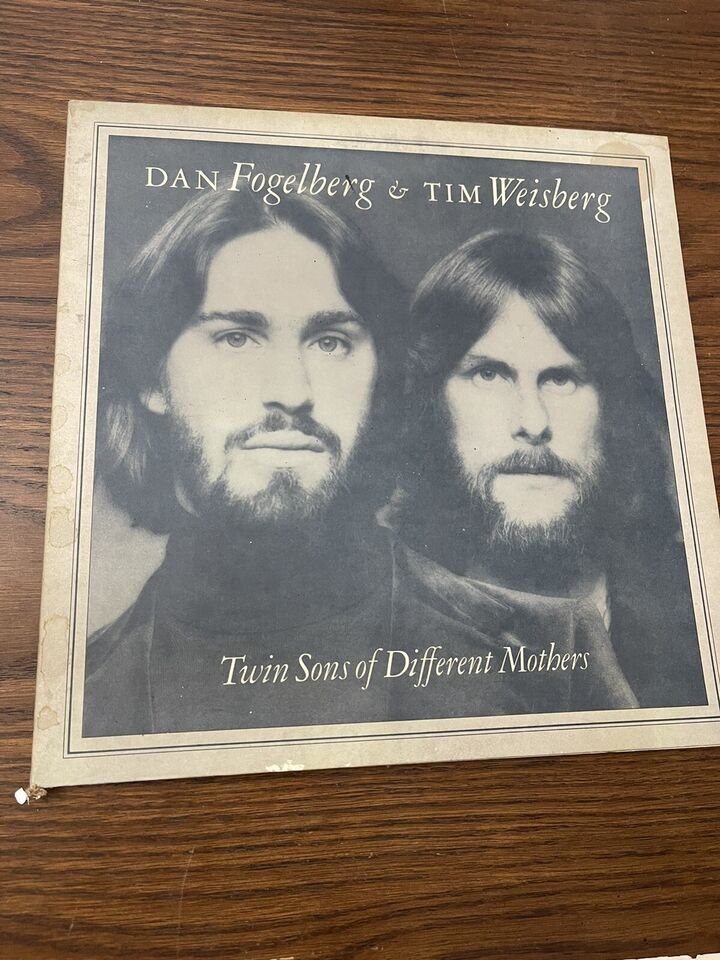 DAN Fogelberg & TIM Weisberg
Twin Sons of Different Mothers